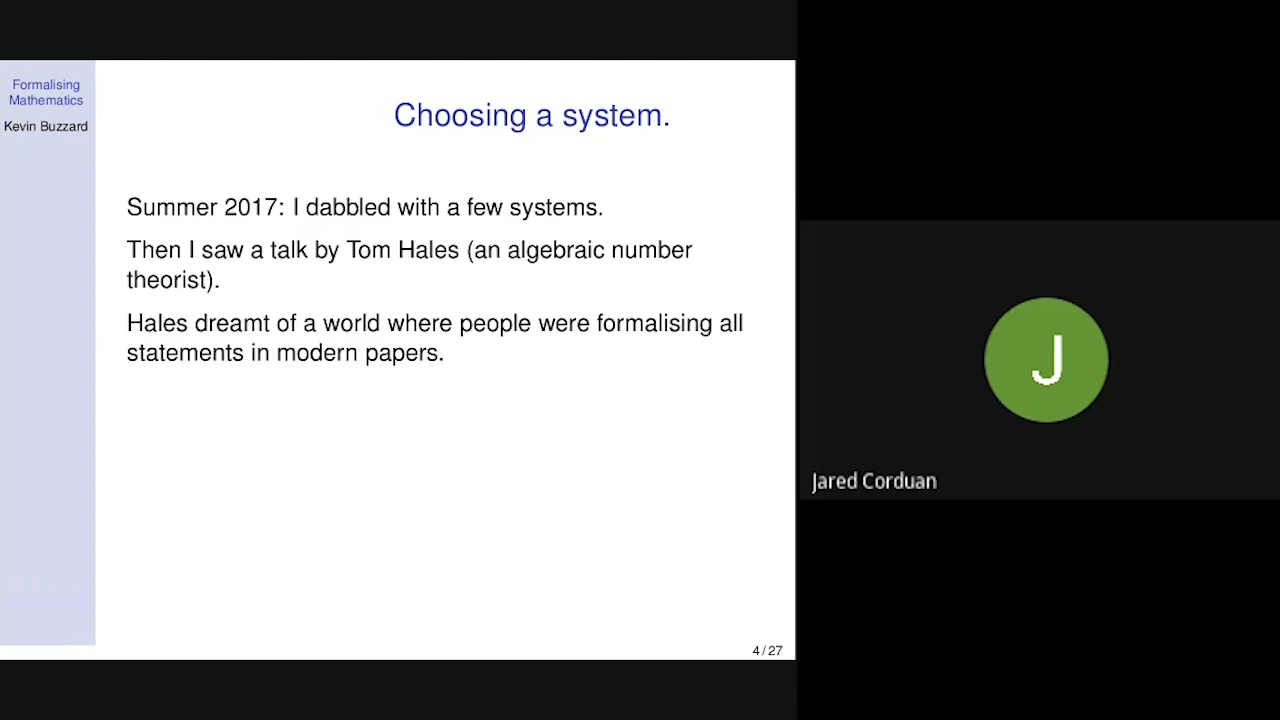 Formalising
Mathematics
Kevin Buzzard
Choosing a system.
Summer 2017: I dabbled with a few systems.
Then I saw a talk by Tom Hales (an algebraic number
theorist).
Hales dreamt of a world where people were formalising all
statements in modern papers.
4 / 27
J
Jared Corduan